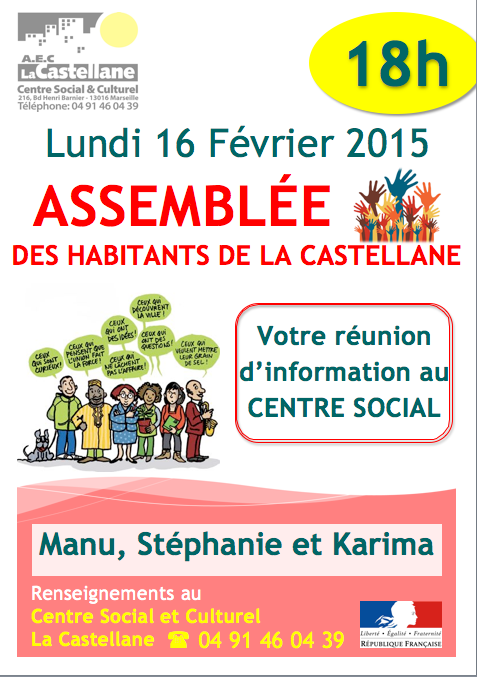 A.E.C
La Castellane
Centre Social & Culturel
216, Bd Henri Barnier - 13016 Marseille
Téléphone: 04 91 46 04 39
18h
Lundi 16 Février 2015
ASSEMBLÉE
DES HABITANTS DE LA CASTELLANE
CEUX QUI SONT CURIEUX!
CEUX QUI PENSENT QUE L'UNION FAIT LA FORCE!
CEUX QUI ONT DES IDÉES!
CEUX QUI DÉCOUVRENT LA VILLE!
CEUX QUI NE LÂCHENT PAS L'AFFAIRE!
CEUX QUI ONT DES QUESTIONS!
CEUX QUI VEULENT METTRE LEUR GRAIN DE SEL!
Votre réunion
d'information au
CENTRE SOCIAL
Manu, Stéphanie et Karima
Renseignements au
Centre Social et Culturel
La Castellane ☎ 04 91 46 04 39
Liberté • Égalité • Fraternité
RÉPUBLIQUE FRANÇAISE